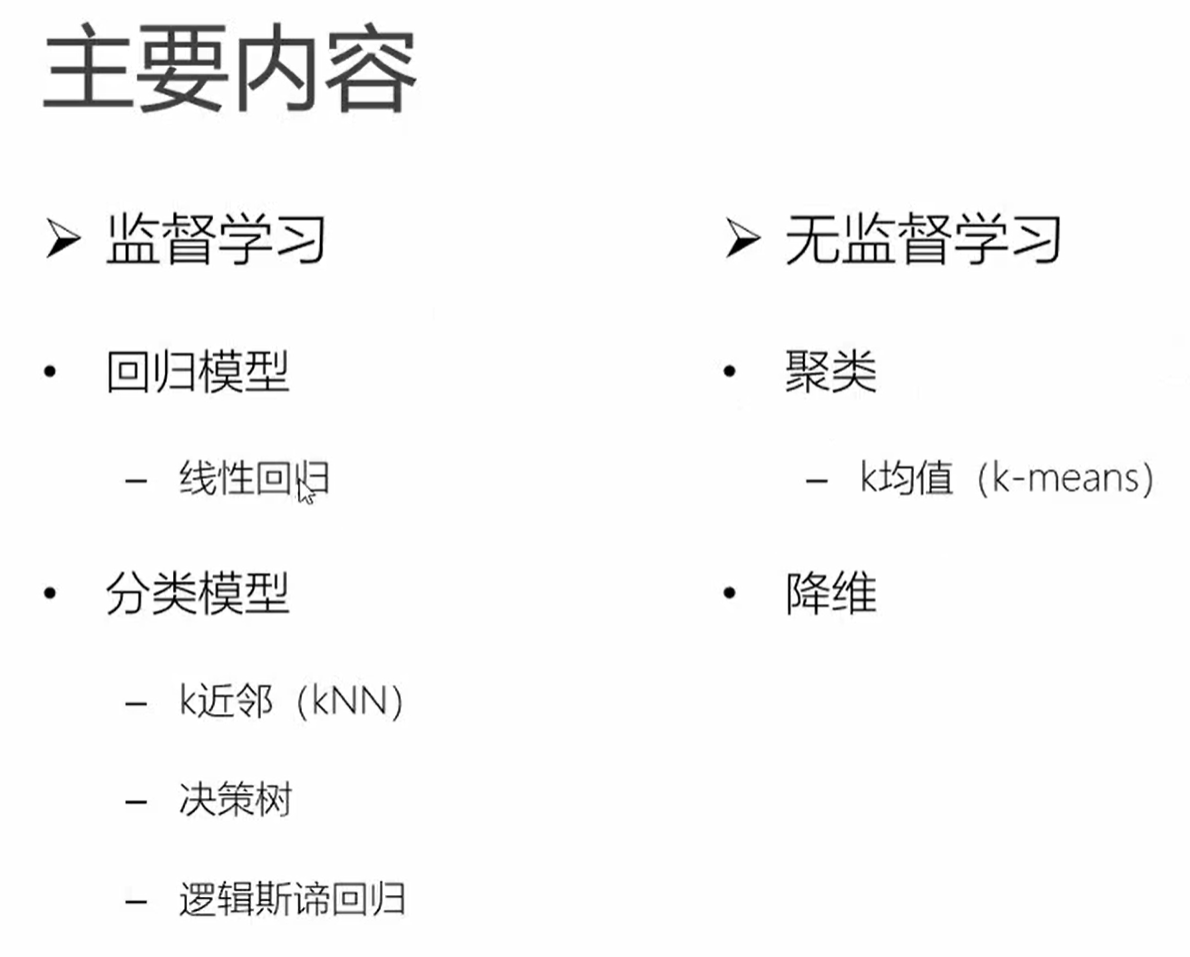 主要内容
➢ 监督学习
• 回归模型
– 线性回归
• 分类模型
– k近邻（kNN）
– 决策树
– 逻辑斯谛回归
➢ 无监督学习
• 聚类
– k均值（k-means）
• 降维